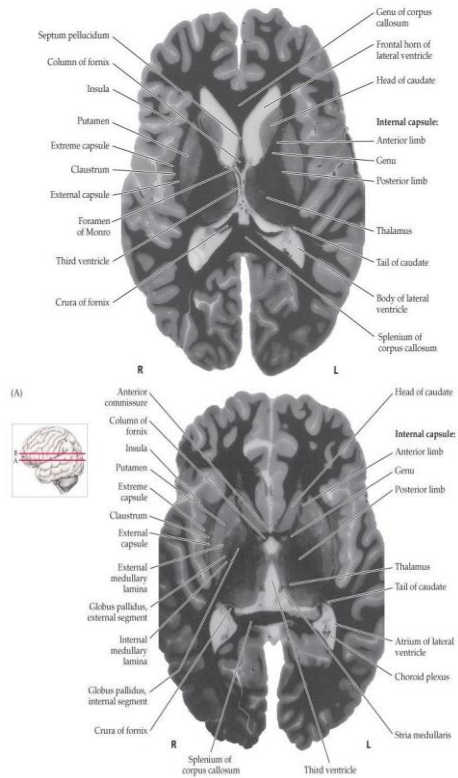 Septum pellucidum
Column of fornix
Insula
Putamen
Extreme capsule
Claustrum
External capsule
Foramen
of Monro
Third ventricle
Crura of fornix
Genu of corpus
callosum
Frontal horn of
lateral ventricle
Head of caudate
Internal capsule:
Anterior limb
Genu
Posterior limb
Thalamus
Tail of caudate
Body of lateral
ventricle
Splenium of
corpus callosum
R
L
(A)
Anterior
commissure
Column of
fornix
Insula
Putamen
Extreme
capsule
Claustrum
External
capsule
External
medullary
lamina
Globus pallidus,
external segment
Internal
medullary
lamina
Globus pallidus,
internal segment
Crura of fornix
Splenium of
corpus callosum
Head of caudate
Internal capsule:
Anterior limb
Genu
Posterior limb
Thalamus
Tail of caudate
Atrium of lateral
ventricle
Choroid plexus
Stria medullaris
Third ventricle
R
L